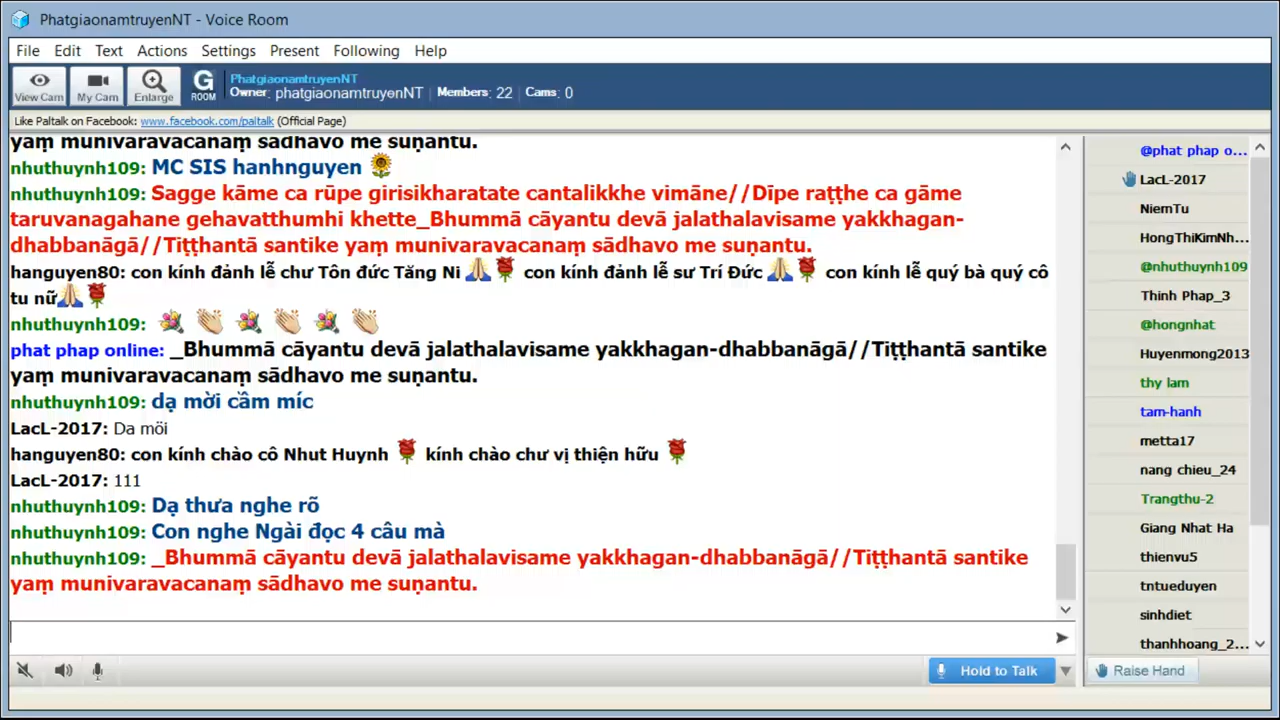 PhatgiaonamtruyenNT - Voice Room
File Edit Text Actions Settings Present Following Help
View Cam My Cam Enlarge G ROOM
PhatgiaonamtruyenNT
Owner: phatgiaonamtruyenNT Members: 22 Cams: 0
Like Paltalk on Facebook: www.facebook.com/paltalk (Official Page)
yaṃ munivaravacanaṃ sādhavo me suṇantu.
nhuthuynh109: MC SIS hanhnguyen
nhuthuynh109: Sagge kāme ca rūpe girisikharatate cantalikkhe vimāne//Dīpe raṭṭhe ca gāme
taruvanagahane gehavatthumhi khette_Bhummā cāyantu devā jalathalavisame yakkhagan-
dhabbanāgā//Tiṭṭhantā santike yaṃ munivaravacanaṃ sādhavo me suṇantu.
hanguyen80: con kính đảnh lễ chư Tôn đức Tăng Ni con kính đảnh lễ sư Trí Đức con kính lễ quý bà quý cô
tu nữ
nhuthuynh109:
phat phap online: _Bhummā cāyantu devā jalathalavisame yakkhagan-dhabbanāgā//Tiṭṭhantā santike
yaṃ munivaravacanaṃ sādhavo me suṇantu.
nhuthuynh109: dạ mời cầm míc
LacL-2017: Da möi
hanguyen80: con kính chào cô Nhut Huynh kính chào chư vị thiện hữu
LacL-2017: 111
nhuthuynh109: Dạ thưa nghe rõ
nhuthuynh109: Con nghe Ngài đọc 4 câu mà
nhuthuynh109: _Bhummā cāyantu devā jalathalavisame yakkhagan-dhabbanāgā//Tiṭṭhantā santike
yaṃ munivaravacanaṃ sādhavo me suṇantu.
@phat phap o...
LacL-2017
NiemTu
HongThiKimNh...
@nhuthuynh109
Thinh Phap_3
@hongnhat
Huyenmong2013
thy lam
tam-hanh
metta17
nang chieu_24
Trangthu-2
Giang Nhat Ha
thienvu5
tntueduyen
sinhdiet
thanhhoang_2...
Hold to Talk
Raise Hand